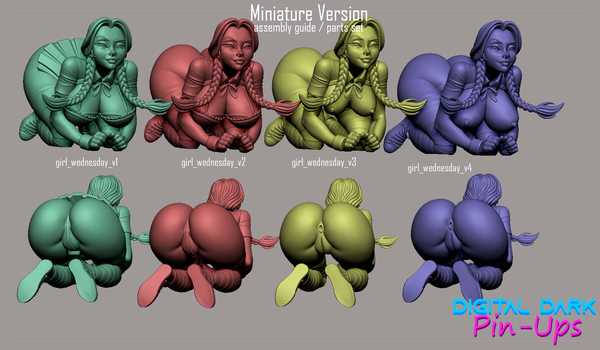 Miniature Version
assembly guide / parts set
girl_wednesday_v1
girl_wednesday_v2
girl_wednesday_v3
girl_wednesday_v4
DIGITAL DARK
Pin-Ups